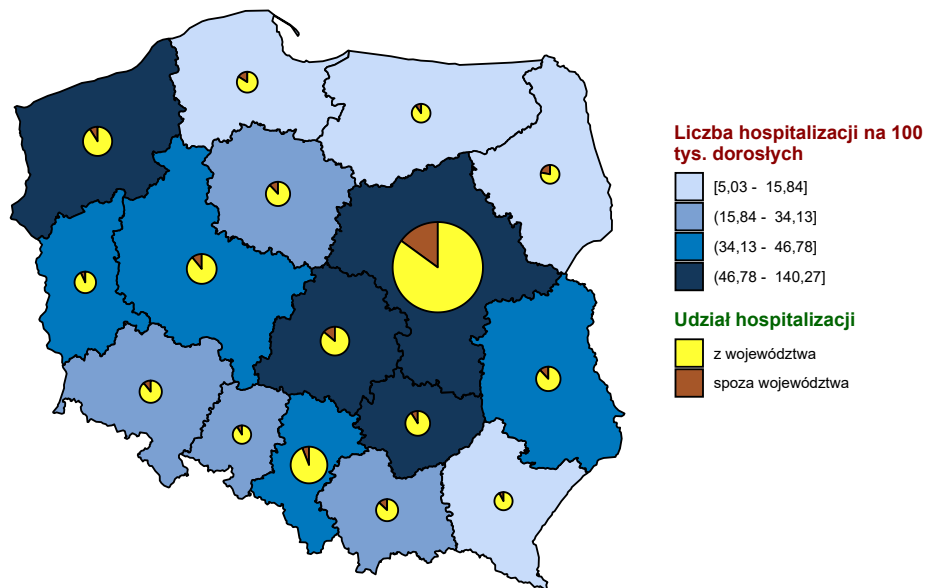 Liczba hospitalizacji na 100
tys. dorosłych
[5,03 - 15,84]
(15,84 - 34,13]
(34,13 - 46,78]
(46,78 - 140,27]
Udział hospitalizacji
z województwa
spoza województwa